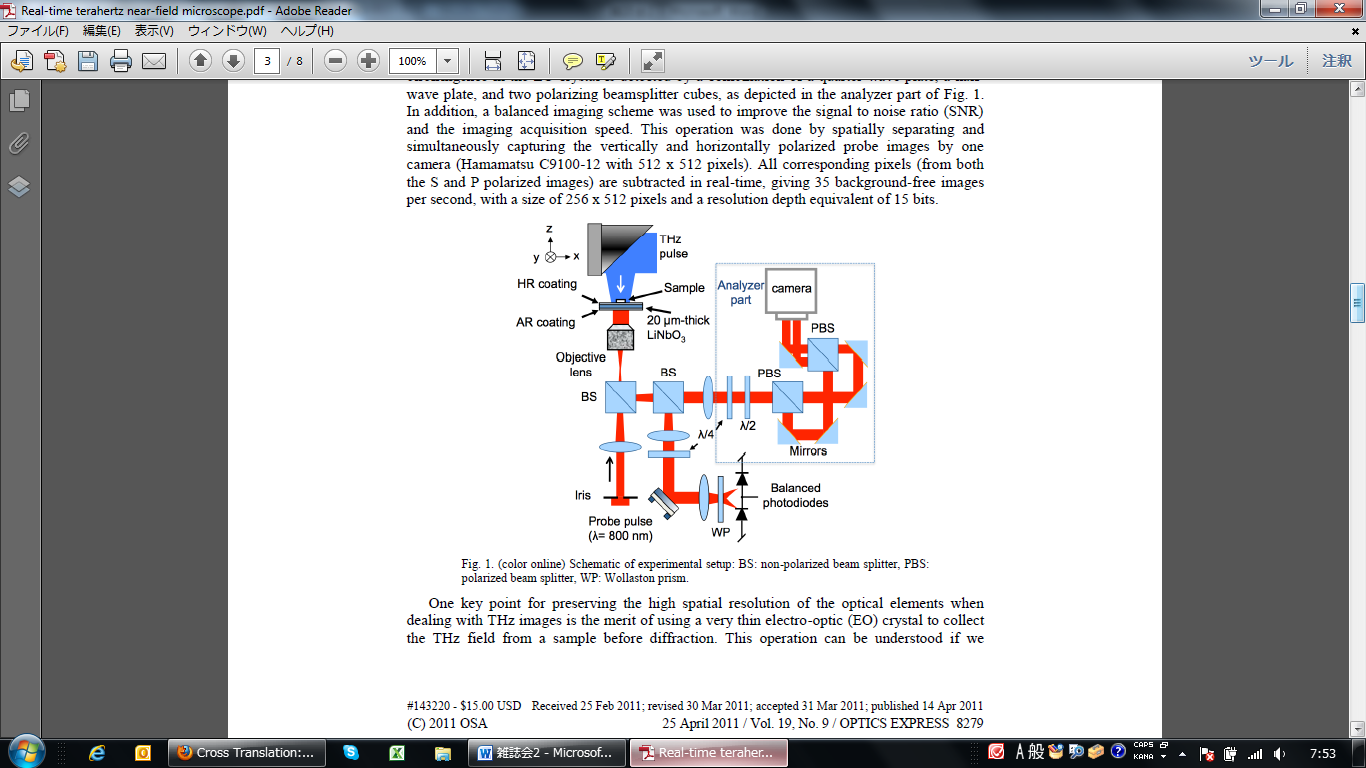 Real-time terahertz near-field microscope.pdf - Adobe Reader
ファイル(F) 編集(E) 表示(V) ウィンドウ(W) ヘルプ(H)
3 / 8 100% ツール 注釈
wave plate, and two polarizing beamsplitter cubes, as depicted in the analyzer part of Fig. 1.
In addition, a balanced imaging scheme was used to improve the signal to noise ratio (SNR)
and the imaging acquisition speed. This operation was done by spatially separating and
simultaneously capturing the vertically and horizontally polarized probe images by one
camera (Hamamatsu C9100-12 with 512 x 512 pixels). All corresponding pixels (from both
the S and P polarized images) are subtracted in real-time, giving 35 background-free images
per second, with a size of 256 x 512 pixels and a resolution depth equivalent of 15 bits.
z
y
x
THz
pulse
HR coating
Sample
AR coating
20 μm-thick
LiNbO3
Analyzer
part
camera
PBS
Objective
lens
BS
BS
PBS
λ/4
λ/2
Mirrors
Iris
Probe pulse
(λ= 800 nm)
WP
Balanced
photodiodes
Fig. 1. (color online) Schematic of experimental setup: BS: non-polarized beam splitter, PBS:
polarized beam splitter, WP: Wollaston prism.
One key point for preserving the high spatial resolution of the optical elements when
dealing with THz images is the merit of using a very thin electro-optic (EO) crystal to collect
the THz field from a sample before diffraction. This operation can be understood if we
#143220 - $15.00 USD Received 25 Feb 2011; revised 30 Mar 2011; accepted 31 Mar 2011; published 14 Apr 2011
(C) 2011 OSA 25 April 2011 / Vol. 19, No. 9 / OPTICS EXPRESS 8279
Cross Translation:... 雑誌会2 - Microsof... Real-time teraher... A 般 CAPS KANA 7:53